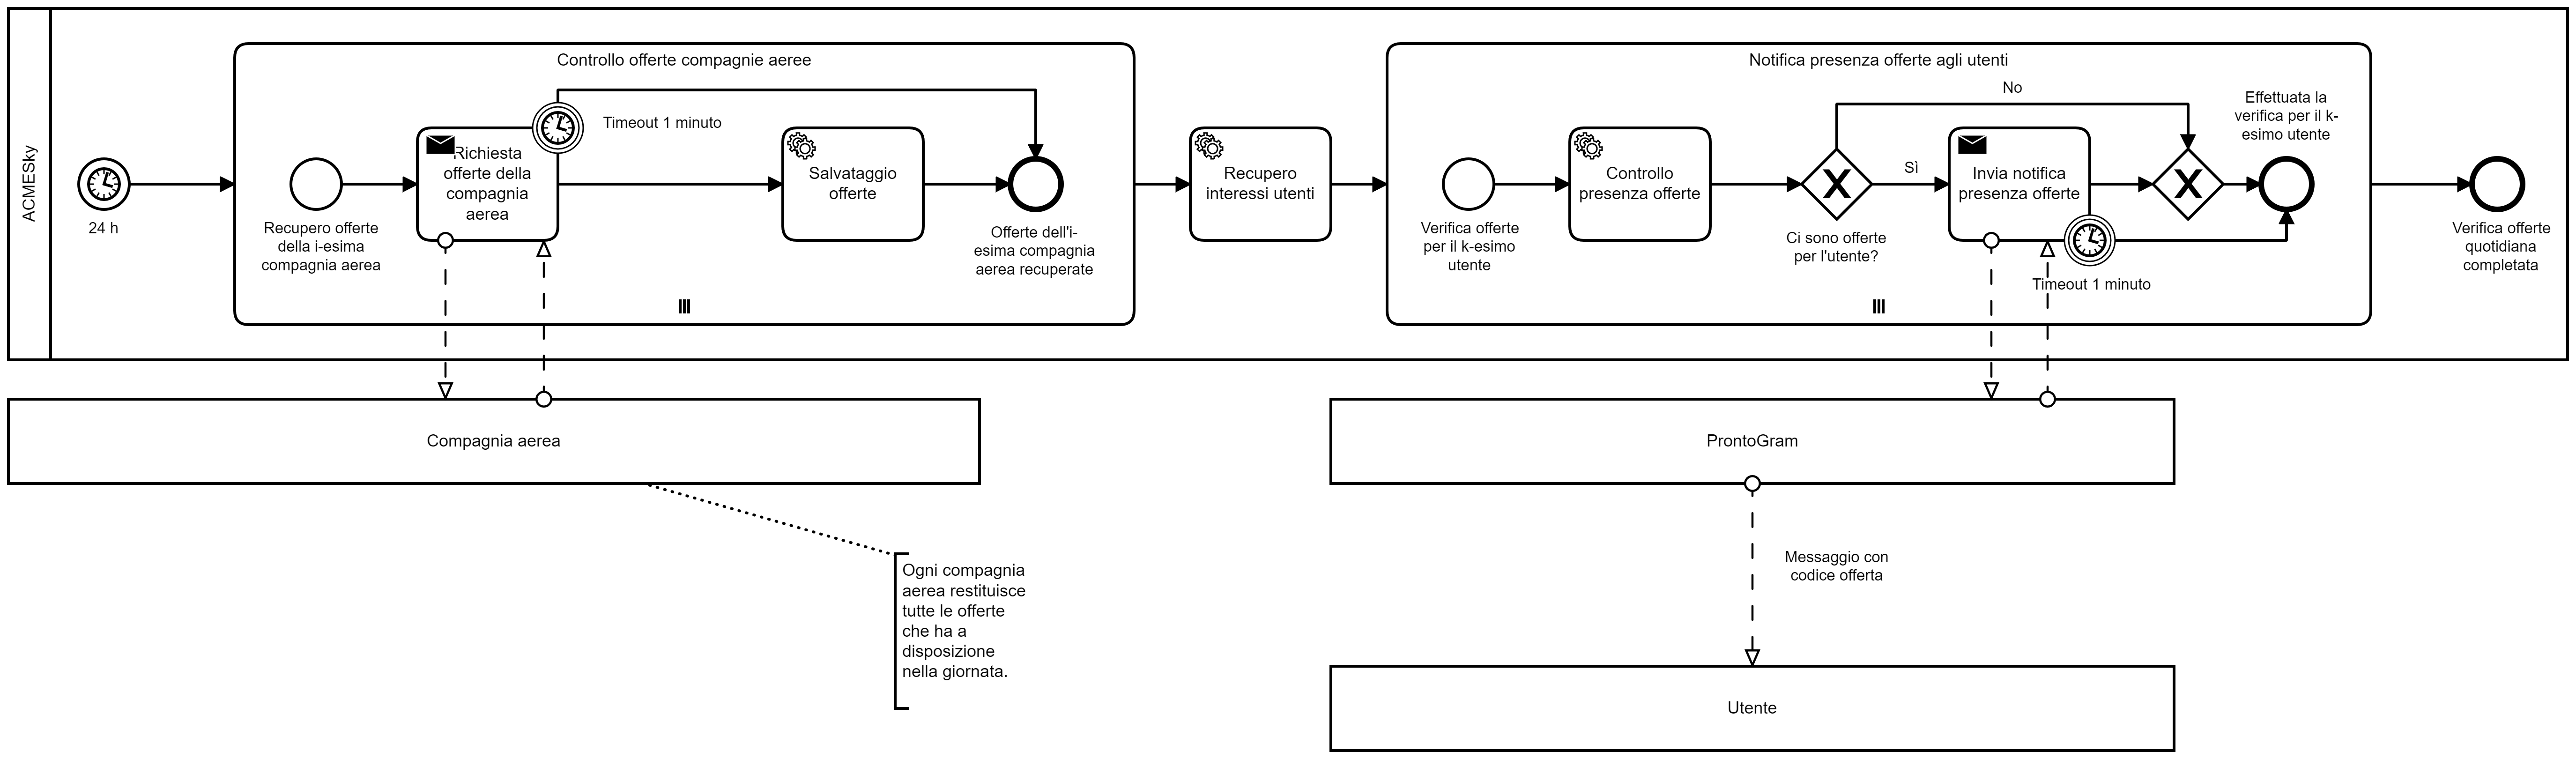 ACMESky
24 h
Controllo offerte compagnie aeree
Recupero offerte
della i-esima
compagnia aerea
Richiesta
offerte della
compagnia
aerea
Timeout 1 minuto
Salvataggio
offerte
Offerte dell'i-
esima compagnia
aerea recuperate
Recupero
interessi utenti
Notifica presenza offerte agli utenti
Verifica offerte
per il k-esimo
utente
Controllo
presenza offerte
Ci sono offerte
per l'utente?
No
Sì
Invia notifica
presenza offerte
Timeout 1 minuto
Effettuata la
verifica per il k-
esimo utente
Verifica offerte
quotidiana
completata
Compagnia aerea
Ogni compagnia
aerea restituisce
tutte le offerte
che ha a
disposizione
nella giornata.
ProntoGram
Messaggio con
codice offerta
Utente